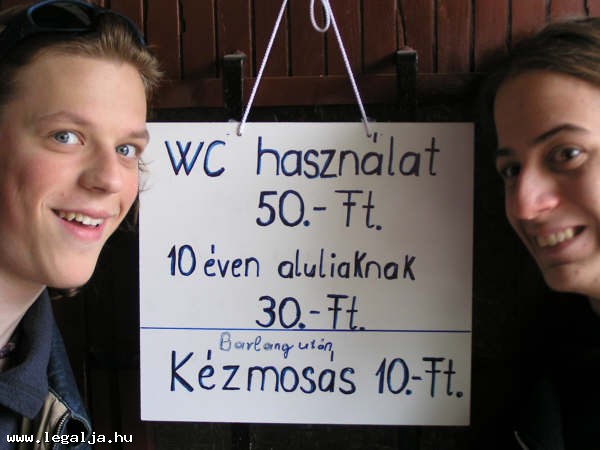 WC használat
50.- Ft.
10 éven aluliaknak
30.- Ft.
Barlang után,
Kézmosás 10.-Ft.
www.legalja.hu